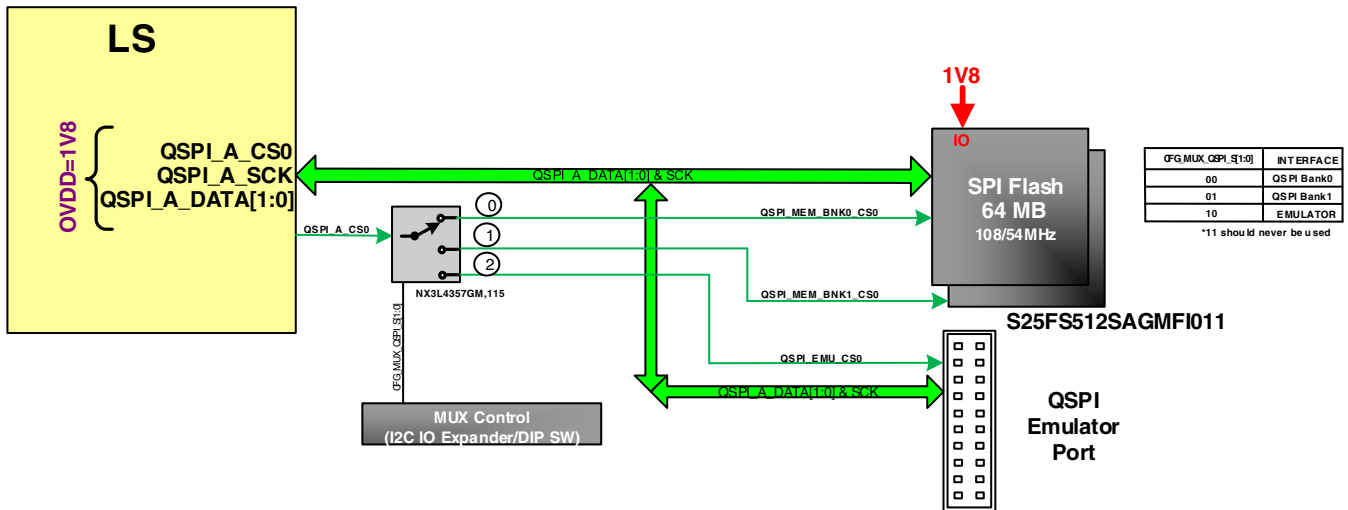 LS
OVDD=1V8
QSPI_A_CS0
QSPI_A_SCK
QSPI_A_DATA[1:0]
QSPI_A_DATA[1:0] & SCK
QSPI_A_CS0
0
1
2
NX3L4357GM,115
CFG_MUX_QSPI_S[1:0]
MUX Control
(I2C IO Expander/DIP SW)
QSPI_MEM_BNK0_CS0
QSPI_MEM_BNK1_CS0
QSPI_EMU_CS0
QSPI_A_DATA[1:0] & SCK
1V8
IO
SPI Flash
64 MB
108/54MHz
S25FS512SAGMFI011
QSPI
Emulator
Port
CFG_MUX_QSPI_S[1:0] INTERFACE
00 QSPI Bank0
01 QSPI Bank1
10 EMULATOR
*11 should never be used